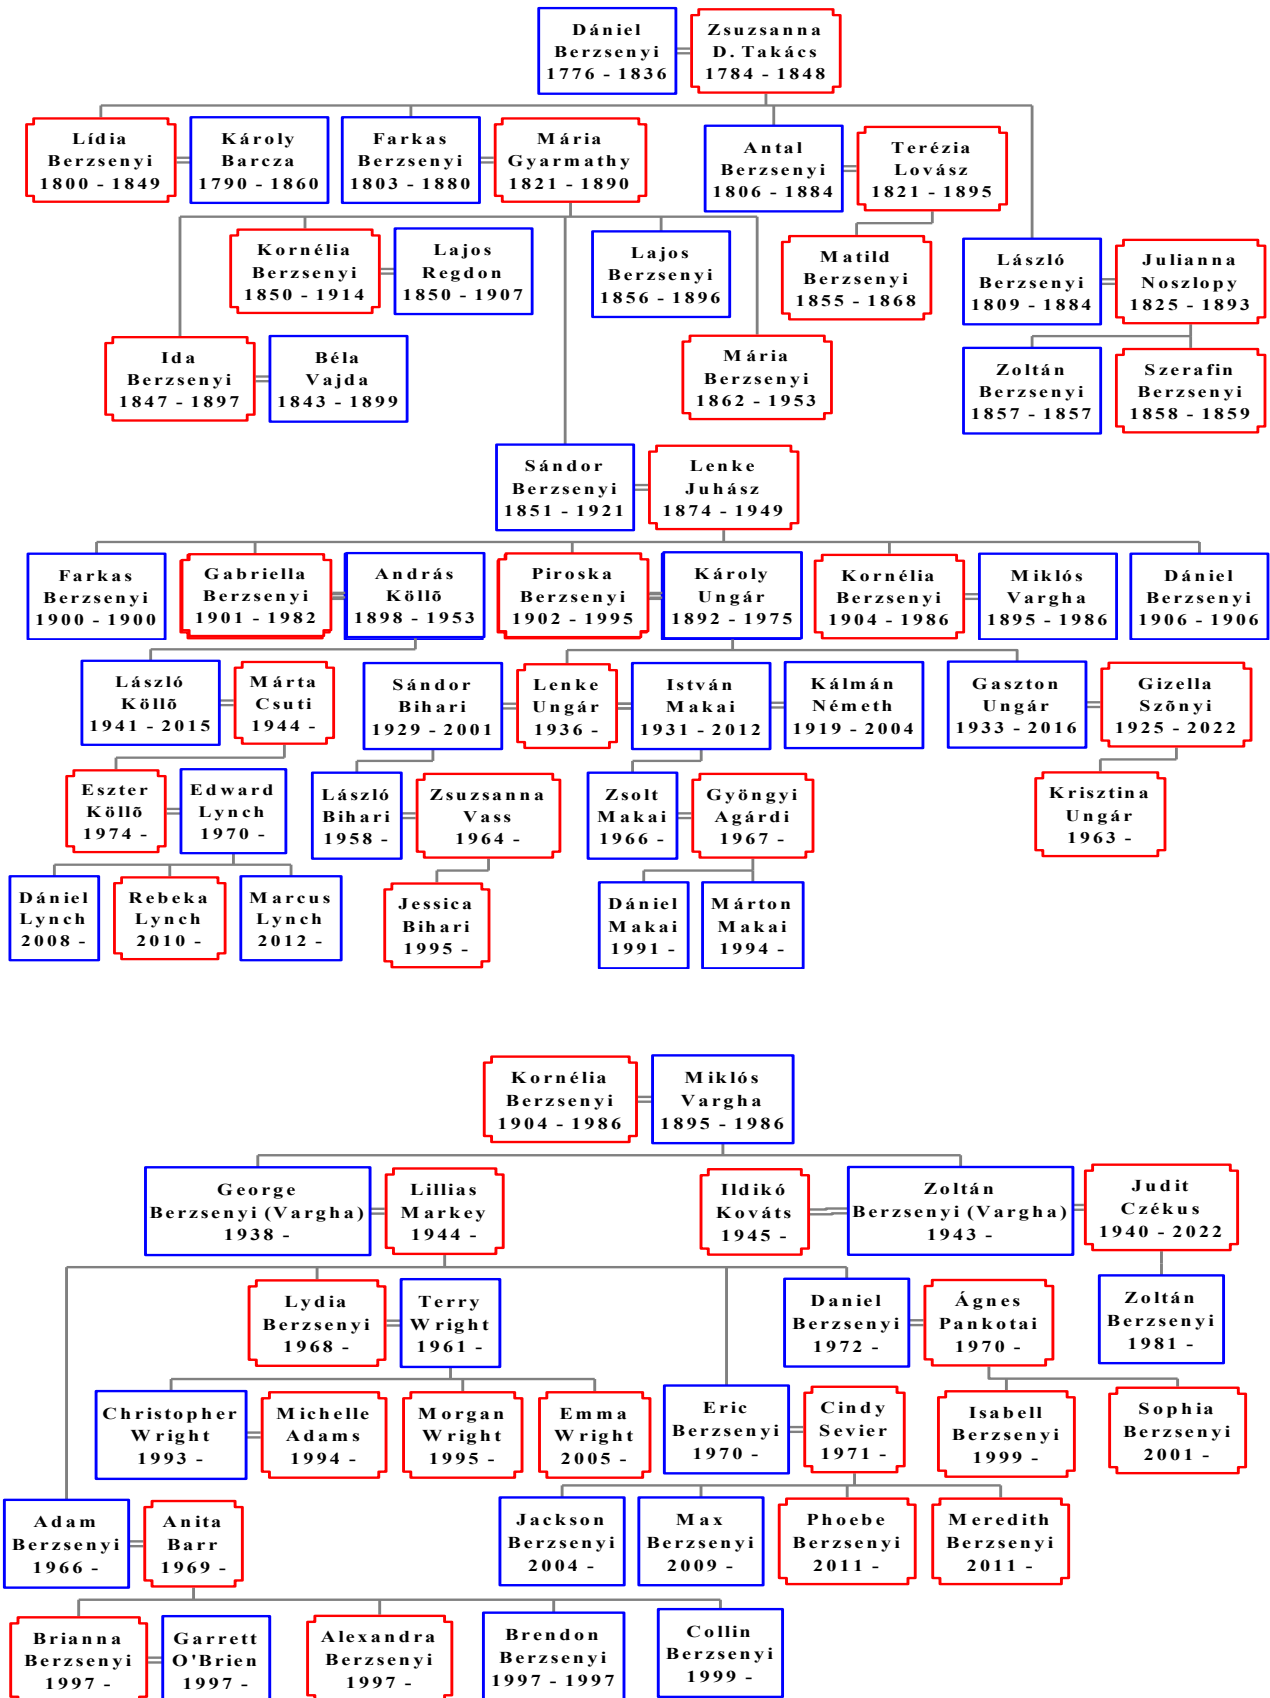 Dániel
Berzsenyi
1776 - 1836
Zsuzsanna
D. Takács
1784 - 1848
Lídia
Berzsenyi
1800 - 1849
Károly
Barcza
1790 - 1860
Farkas
Berzsenyi
1803 - 1880
Mária
Gyarmathy
1821 - 1890
Antal
Berzsenyi
1806 - 1884
Terézia
Lovász
1821 - 1895
Kornélia
Berzsenyi
1850 - 1914
Lajos
Regdon
1850 - 1907
Lajos
Berzsenyi
1856 - 1896
Matild
Berzsenyi
1855 - 1868
László
Berzsenyi
1809 - 1884
Julianna
Noszlopy
1825 - 1893
Ida
Berzsenyi
1847 - 1897
Béla
Vajda
1843 - 1899
Mária
Berzsenyi
1862 - 1953
Zoltán
Berzsenyi
1857 - 1857
Szerafin
Berzsenyi
1858 - 1859
Sándor
Berzsenyi
1851 - 1921
Lenke
Juhász
1874 - 1949
Farkas
Berzsenyi
1900 - 1900
Gabriella
Berzsenyi
1901 - 1982
András
Köllõ
1898 - 1953
Piroska
Berzsenyi
1902 - 1995
Károly
Ungár
1892 - 1975
Kornélia
Berzsenyi
1904 - 1986
Miklós
Vargha
1895 - 1986
Dániel
Berzsenyi
1906 - 1906
László
Köllõ
1941 - 2015
Márta
Csuti
1944 -
Sándor
Bihari
1929 - 2001
Lenke
Ungár
1936 -
István
Makai
1931 - 2012
Kálmán
Németh
1919 - 2004
Gaszton
Ungár
1933 - 2016
Gizella
Szõnyi
1925 - 2022
Eszter
Köllõ
1974 -
Edward
Lynch
1970 -
László
Bihari
1958 -
Zsuzsanna
Vass
1964 -
Zsolt
Makai
1966 -
Gyöngyi
Agárdi
1967 -
Krisztina
Ungár
1963 -
Dániel
Lynch
2008 -
Rebeka
Lynch
2010 -
Marcus
Lynch
2012 -
Jessica
Bihari
1995 -
Dániel
Makai
1991 -
Márton
Makai
1994 -
Kornélia
Berzsenyi
1904 - 1986
Miklós
Vargha
1895 - 1986
George
Berzsenyi (Vargha)
1938 -
Lillias
Markey
1944 -
Ildikó
Kováts
1945 -
Zoltán
Berzsenyi (Vargha)
1943 -
Judit
Czékus
1940 - 2022
Lydia
Berzsenyi
1968 -
Terry
Wright
1961 -
Daniel
Berzsenyi
1972 -
Ágnes
Pankotai
1970 -
Zoltán
Berzsenyi
1981 -
Christopher
Wright
1993 -
Michelle
Adams
1994 -
Morgan
Wright
1995 -
Emma
Wright
2005 -
Eric
Berzsenyi
1970 -
Cindy
Sevier
1971 -
Isabell
Berzsenyi
1999 -
Sophia
Berzsenyi
2001 -
Adam
Berzsenyi
1966 -
Anita
Barr
1969 -
Jackson
Berzsenyi
2004 -
Max
Berzsenyi
2009 -
Phoebe
Berzsenyi
2011 -
Meredith
Berzsenyi
2011 -
Brianna
Berzsenyi
1997 -
Garrett
O'Brien
1997 -
Alexandra
Berzsenyi
1997 -
Brendon
Berzsenyi
1997 - 1997
Collin
Berzsenyi
1999 -